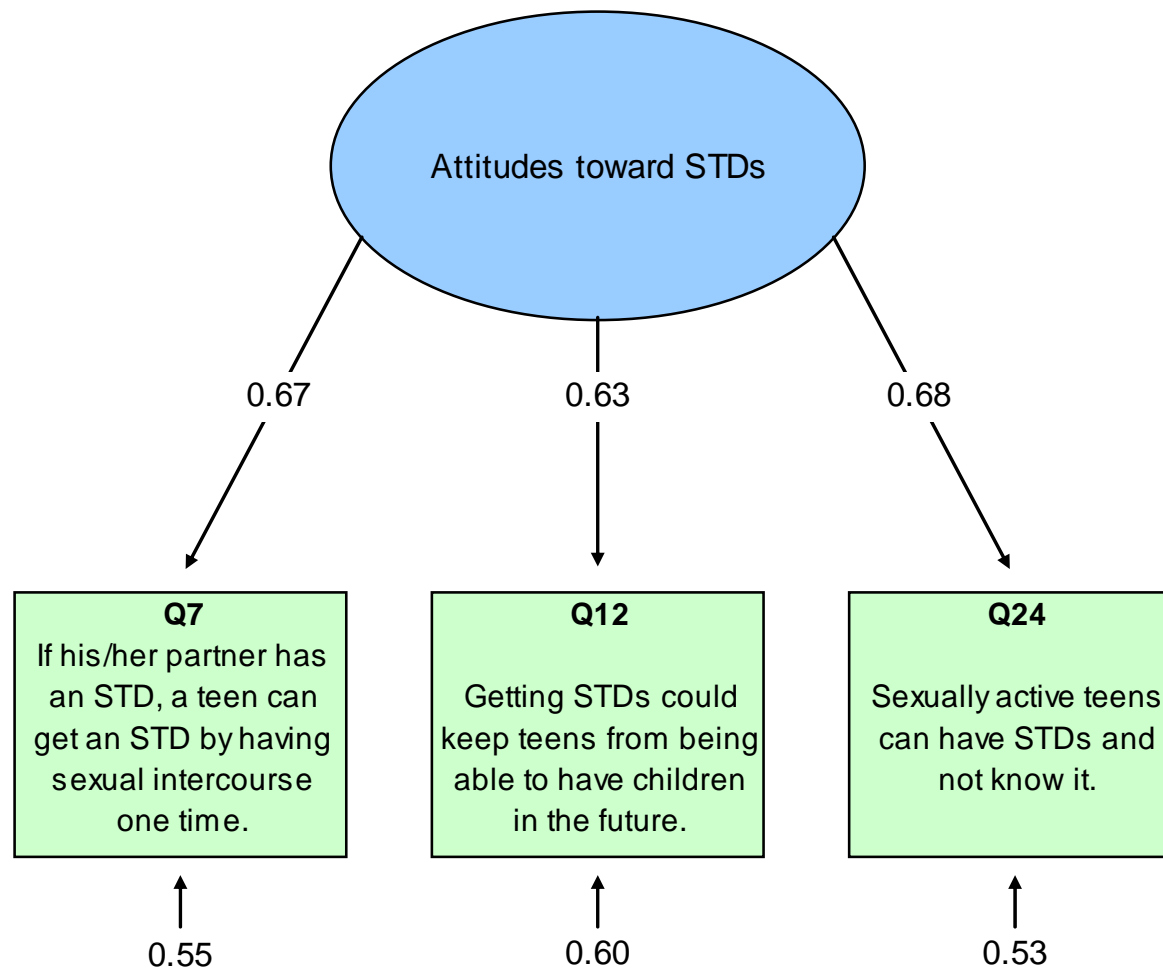 Attitudes toward STDs
0.67
0.63
0.68
Q7
If his/her partner has
an STD, a teen can
get an STD by having
sexual intercourse
one time.
Q12
Getting STDs could
keep teens from being
able to have children
in the future.
Q24
Sexually active teens
can have STDs and
not know it.
0.55
0.60
0.53